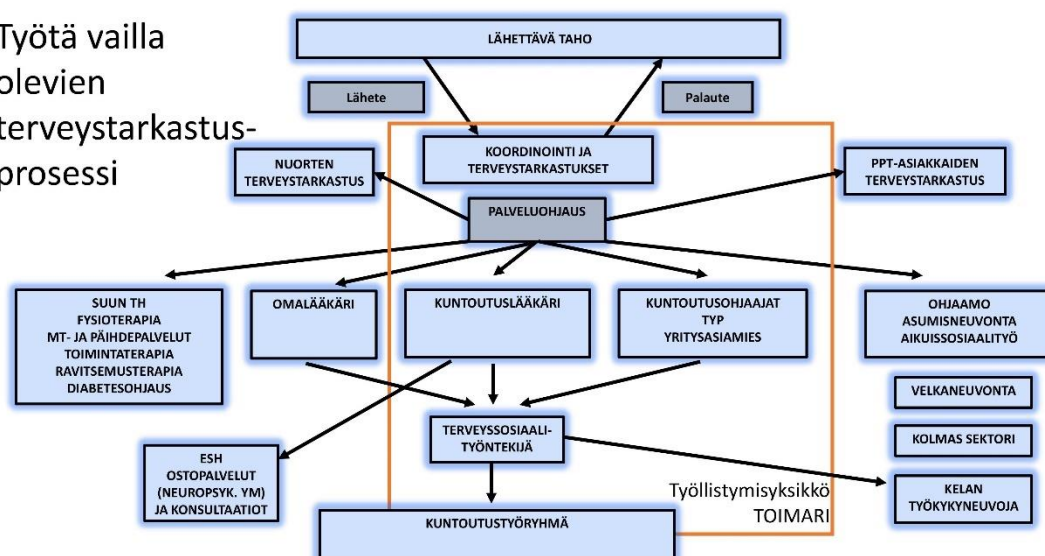 Työtä vailla
olevien
terveystarkastus-
prosessi
LÄHETTÄVÄ TAHO
Lähete
Palaute
KOORDINOINTI JA
TERVEYSTARKASTUKSET
NUORTEN
TERVEYSTARKASTUS
PPT-ASIAKKAIDEN
TERVEYSTARKASTUS
PALVELUOHJAUS
SUUN TH
FYSIOTERAPIA
MT- JA PÄIHDEPALVELUT
TOIMINTATERAPIA
RAVITSEMUSTERAPIA
DIABETESOHJAUS
OMALÄÄKÄRI
KUNTOUTUSLÄÄKÄRI
KUNTOUTUSOHJAAJAT
TYP
YRITYSASIAMIES
OHJAAMO
ASUMISNEUVONTA
AIKUISSOSIAALITYÖ
VELKANEUVONTA
KOLMAS SEKTORI
KELAN
TYÖKYKYNEUVOJA
TERVEYSSOSIAALI-
TYÖNTEKIJÄ
ESH
OSTOPALVELUT
(NEUROPSYK. YM)
JA KONSULTAATIOT
Työllistymisyksikkö
TOIMARI
KUNTOUTUSTYÖRYHMÄ